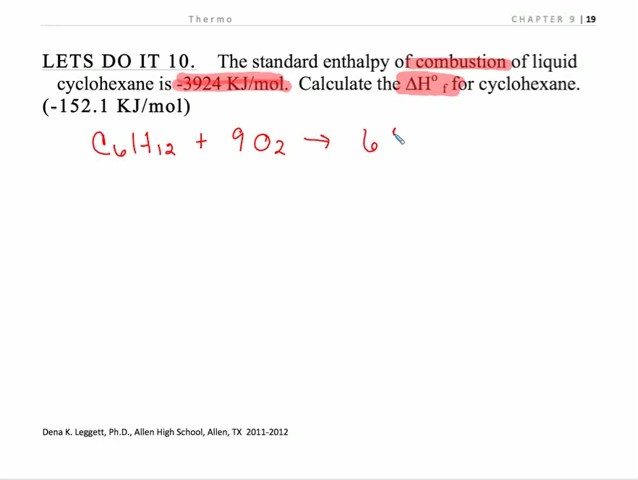 Thermo CHAPTER 9 | 19
LETS DO IT 10. The standard enthalpy of combustion of liquid
cyclohexane is -3924 KJ/mol. Calculate the ΔH° f for cyclohexane.
(-152.1 KJ/mol)
C₆H₁₂ + 9O₂ → 6
Dena K. Leggett, Ph.D., Allen High School, Allen, TX 2011-2012